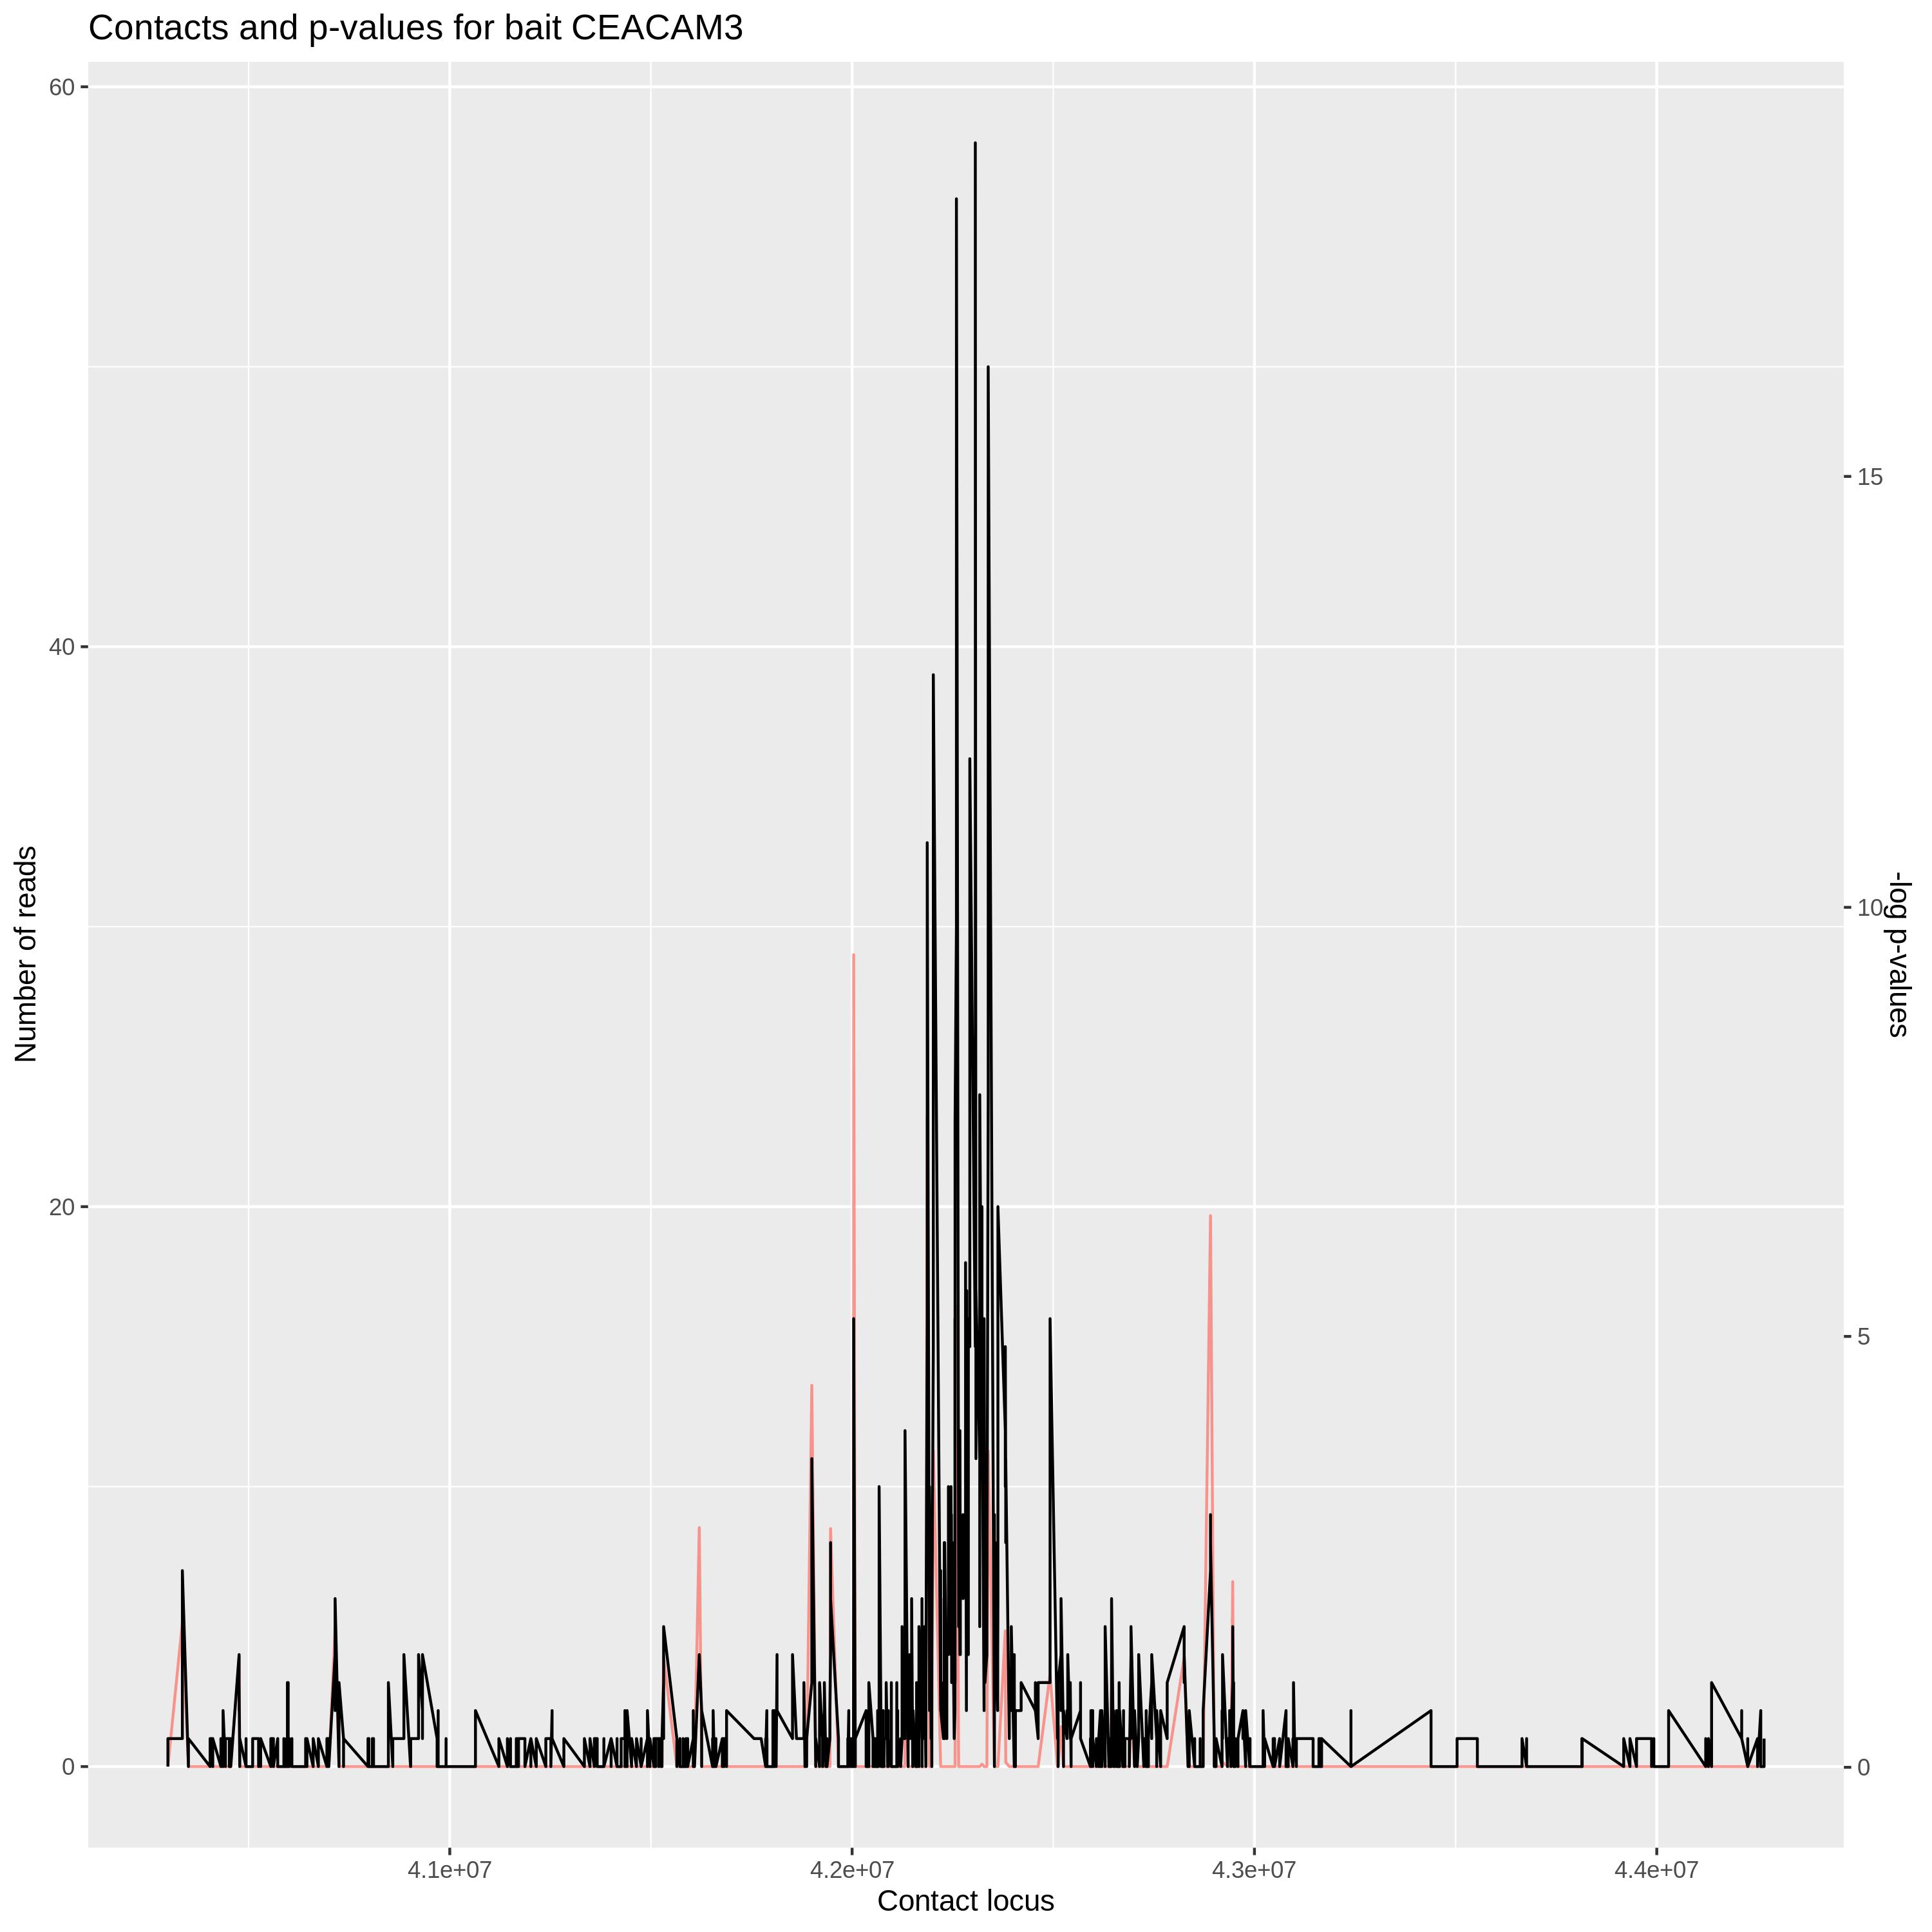 Contacts and p-values for bait CEACAM3
60
40
20
0
Number of reads
15
10
5
0
-log p-values
4.1e+07
4.2e+07
4.3e+07
4.4e+07
Contact locus